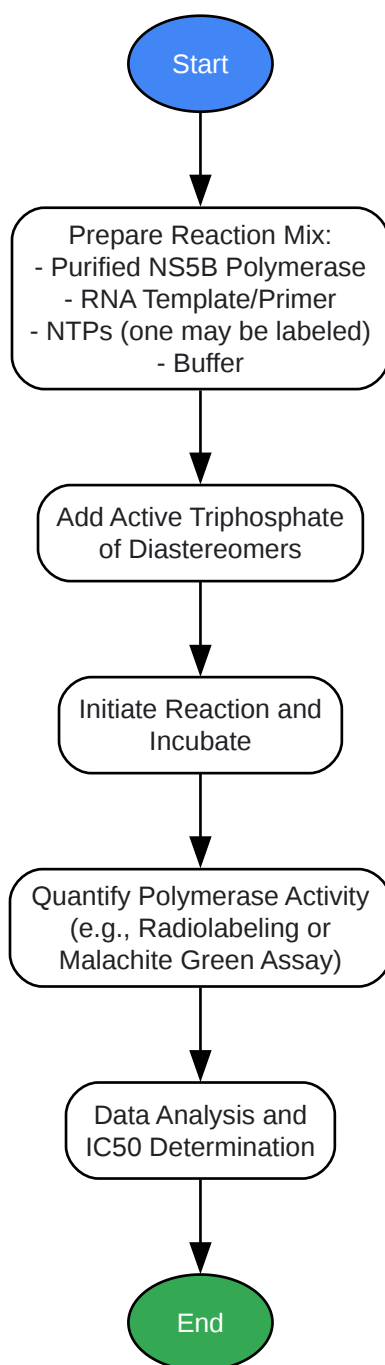 Start
Prepare Reaction Mix:
- Purified NS5B Polymerase
- RNA Template/Primer
- NTPs (one may be labeled)
- Buffer
Add Active Triphosphate
of Diastereomers
Initiate Reaction and
Incubate
Quantify Polymerase Activity
(e.g., Radiolabeling or
Malachite Green Assay)
Data Analysis and
IC50 Determination
End